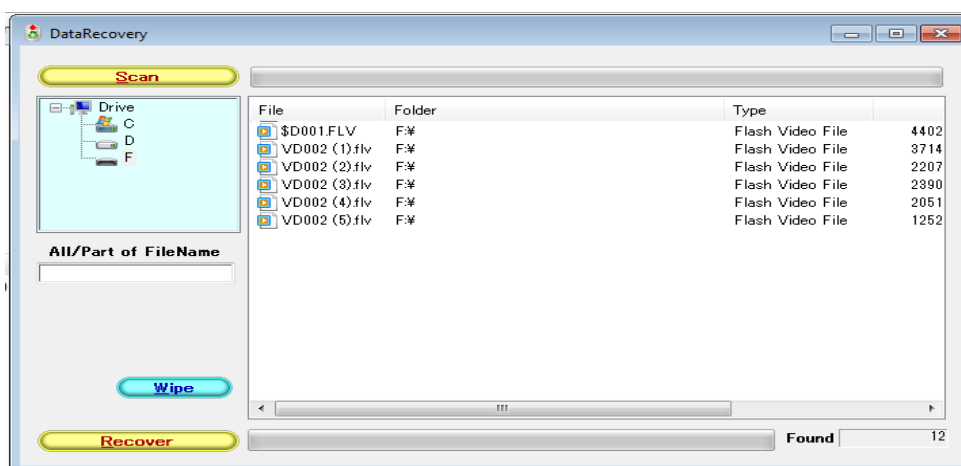 DataRecovery
Scan
Drive
C
D
F
All/Part of FileName
Wipe
Recover
File Folder Type
$D001.FLV F:¥ Flash Video File 4402
VD002 (1).flv F:¥ Flash Video File 3714
VD002 (2).flv F:¥ Flash Video File 2207
VD002 (3).flv F:¥ Flash Video File 2390
VD002 (4).flv F:¥ Flash Video File 2051
VD002 (5).flv F:¥ Flash Video File 1252
Found 12